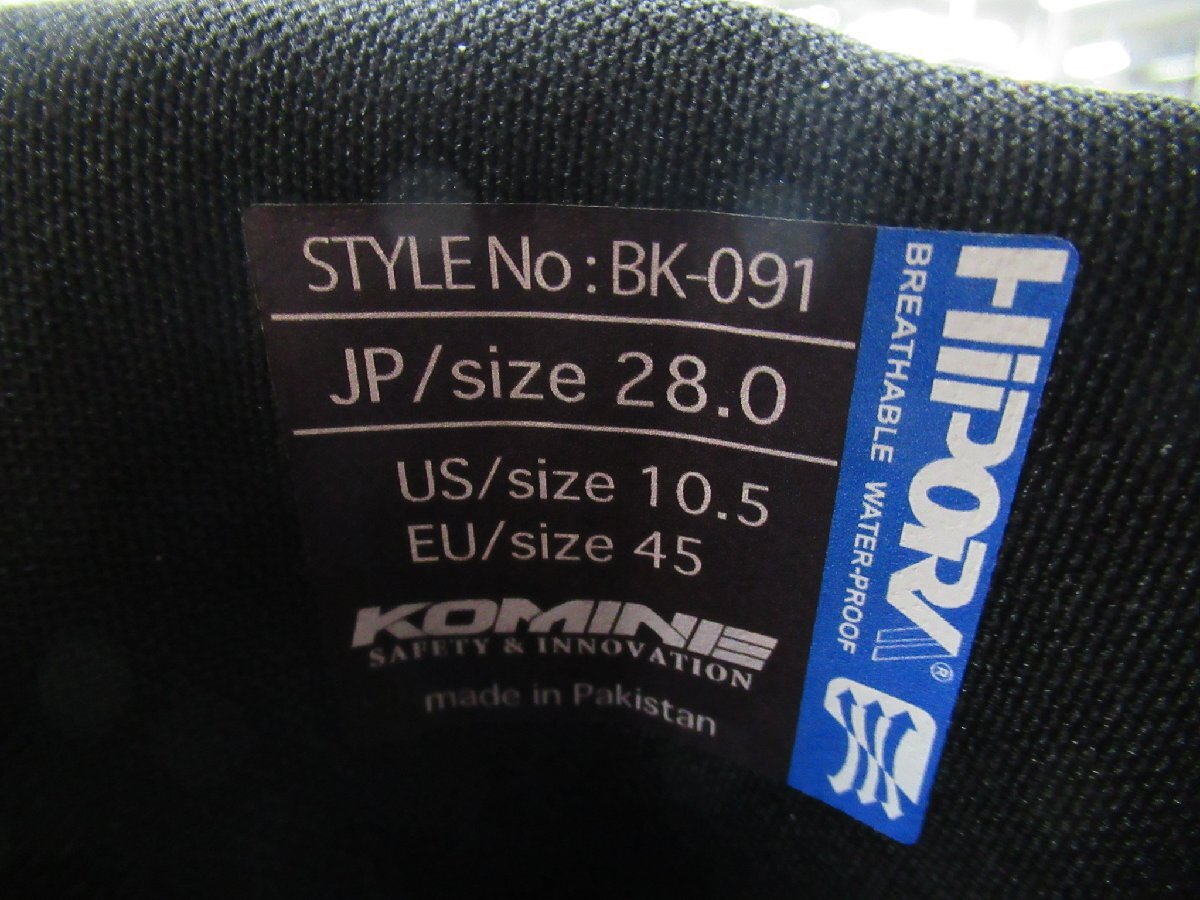 STYLE No : BK-091
JP/size 28.0
US/size 10.5
EU/size 45
KOMINE
SAFETY & INNOVATION
made in Pakistan
HiPORA®
BREATHABLE WATER-PROOF